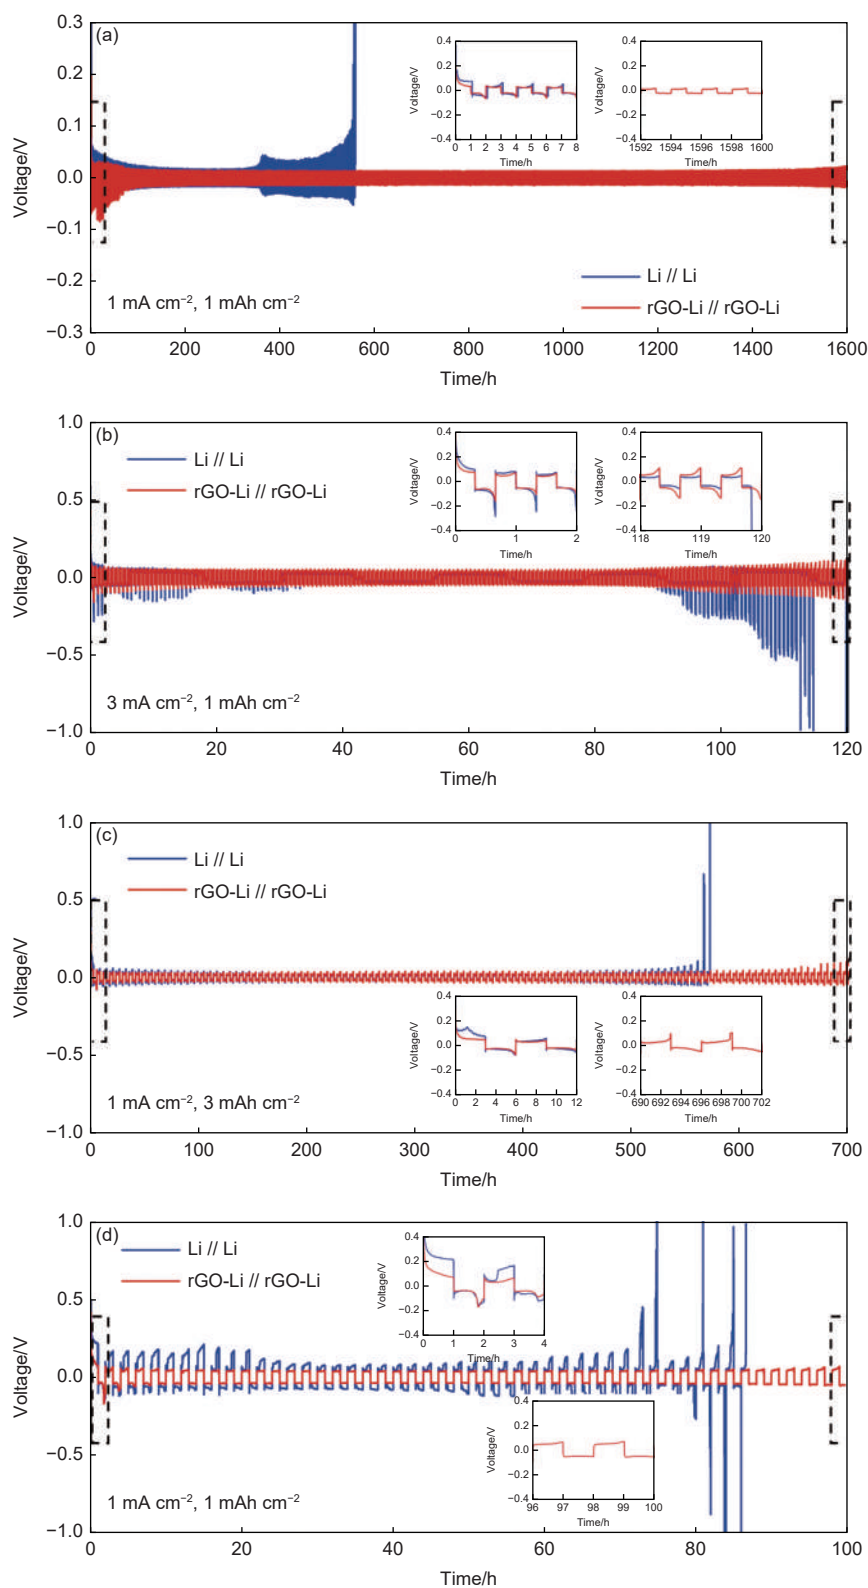 (a)
Voltage/V
0.3
0.2
0.1
0.0
−0.1
−0.2
−0.3
0 200 400 600 800 1000 1200 1400 1600
Time/h
1 mA cm⁻², 1 mAh cm⁻²
Li // Li
rGO-Li // rGO-Li
Voltage/V
0.4
0.2
0.0
−0.2
−0.4
0 1 2 3 4 5 6 7 8
Time/h
Voltage/V
0.4
0.2
0.0
−0.2
−0.4
1592 1594 1596 1598 1600
Time/h
(b)
Voltage/V
1.0
0.5
0.0
−0.5
−1.0
0 20 40 60 80 100 120
Time/h
Li // Li
rGO-Li // rGO-Li
3 mA cm⁻², 1 mAh cm⁻²
Voltage/V
0.4
0.2
0.0
−0.2
−0.4
0 1 2
Time/h
Voltage/V
0.4
0.2
0.0
−0.2
−0.4
118 119 120
Time/h
(c)
Voltage/V
1.0
0.5
0.0
−0.5
−1.0
0 100 200 300 400 500 600 700
Time/h
Li // Li
rGO-Li // rGO-Li
1 mA cm⁻², 3 mAh cm⁻²
Voltage/V
0.4
0.2
0.0
−0.2
−0.4
0 2 4 6 8 10 12
Time/h
Voltage/V
0.4
0.2
0.0
−0.2
−0.4
690 692 694 696 698 700 702
Time/h
(d)
Voltage/V
1.0
0.5
0.0
−0.5
−1.0
0 20 40 60 80 100
Time/h
Li // Li
rGO-Li // rGO-Li
1 mA cm⁻², 1 mAh cm⁻²
Voltage/V
0.4
0.2
0.0
−0.2
−0.4
0 1 2 3 4
Time/h
Voltage/V
0.4
0.2
0.0
−0.2
−0.4
96 97 98 99 100
Time/h